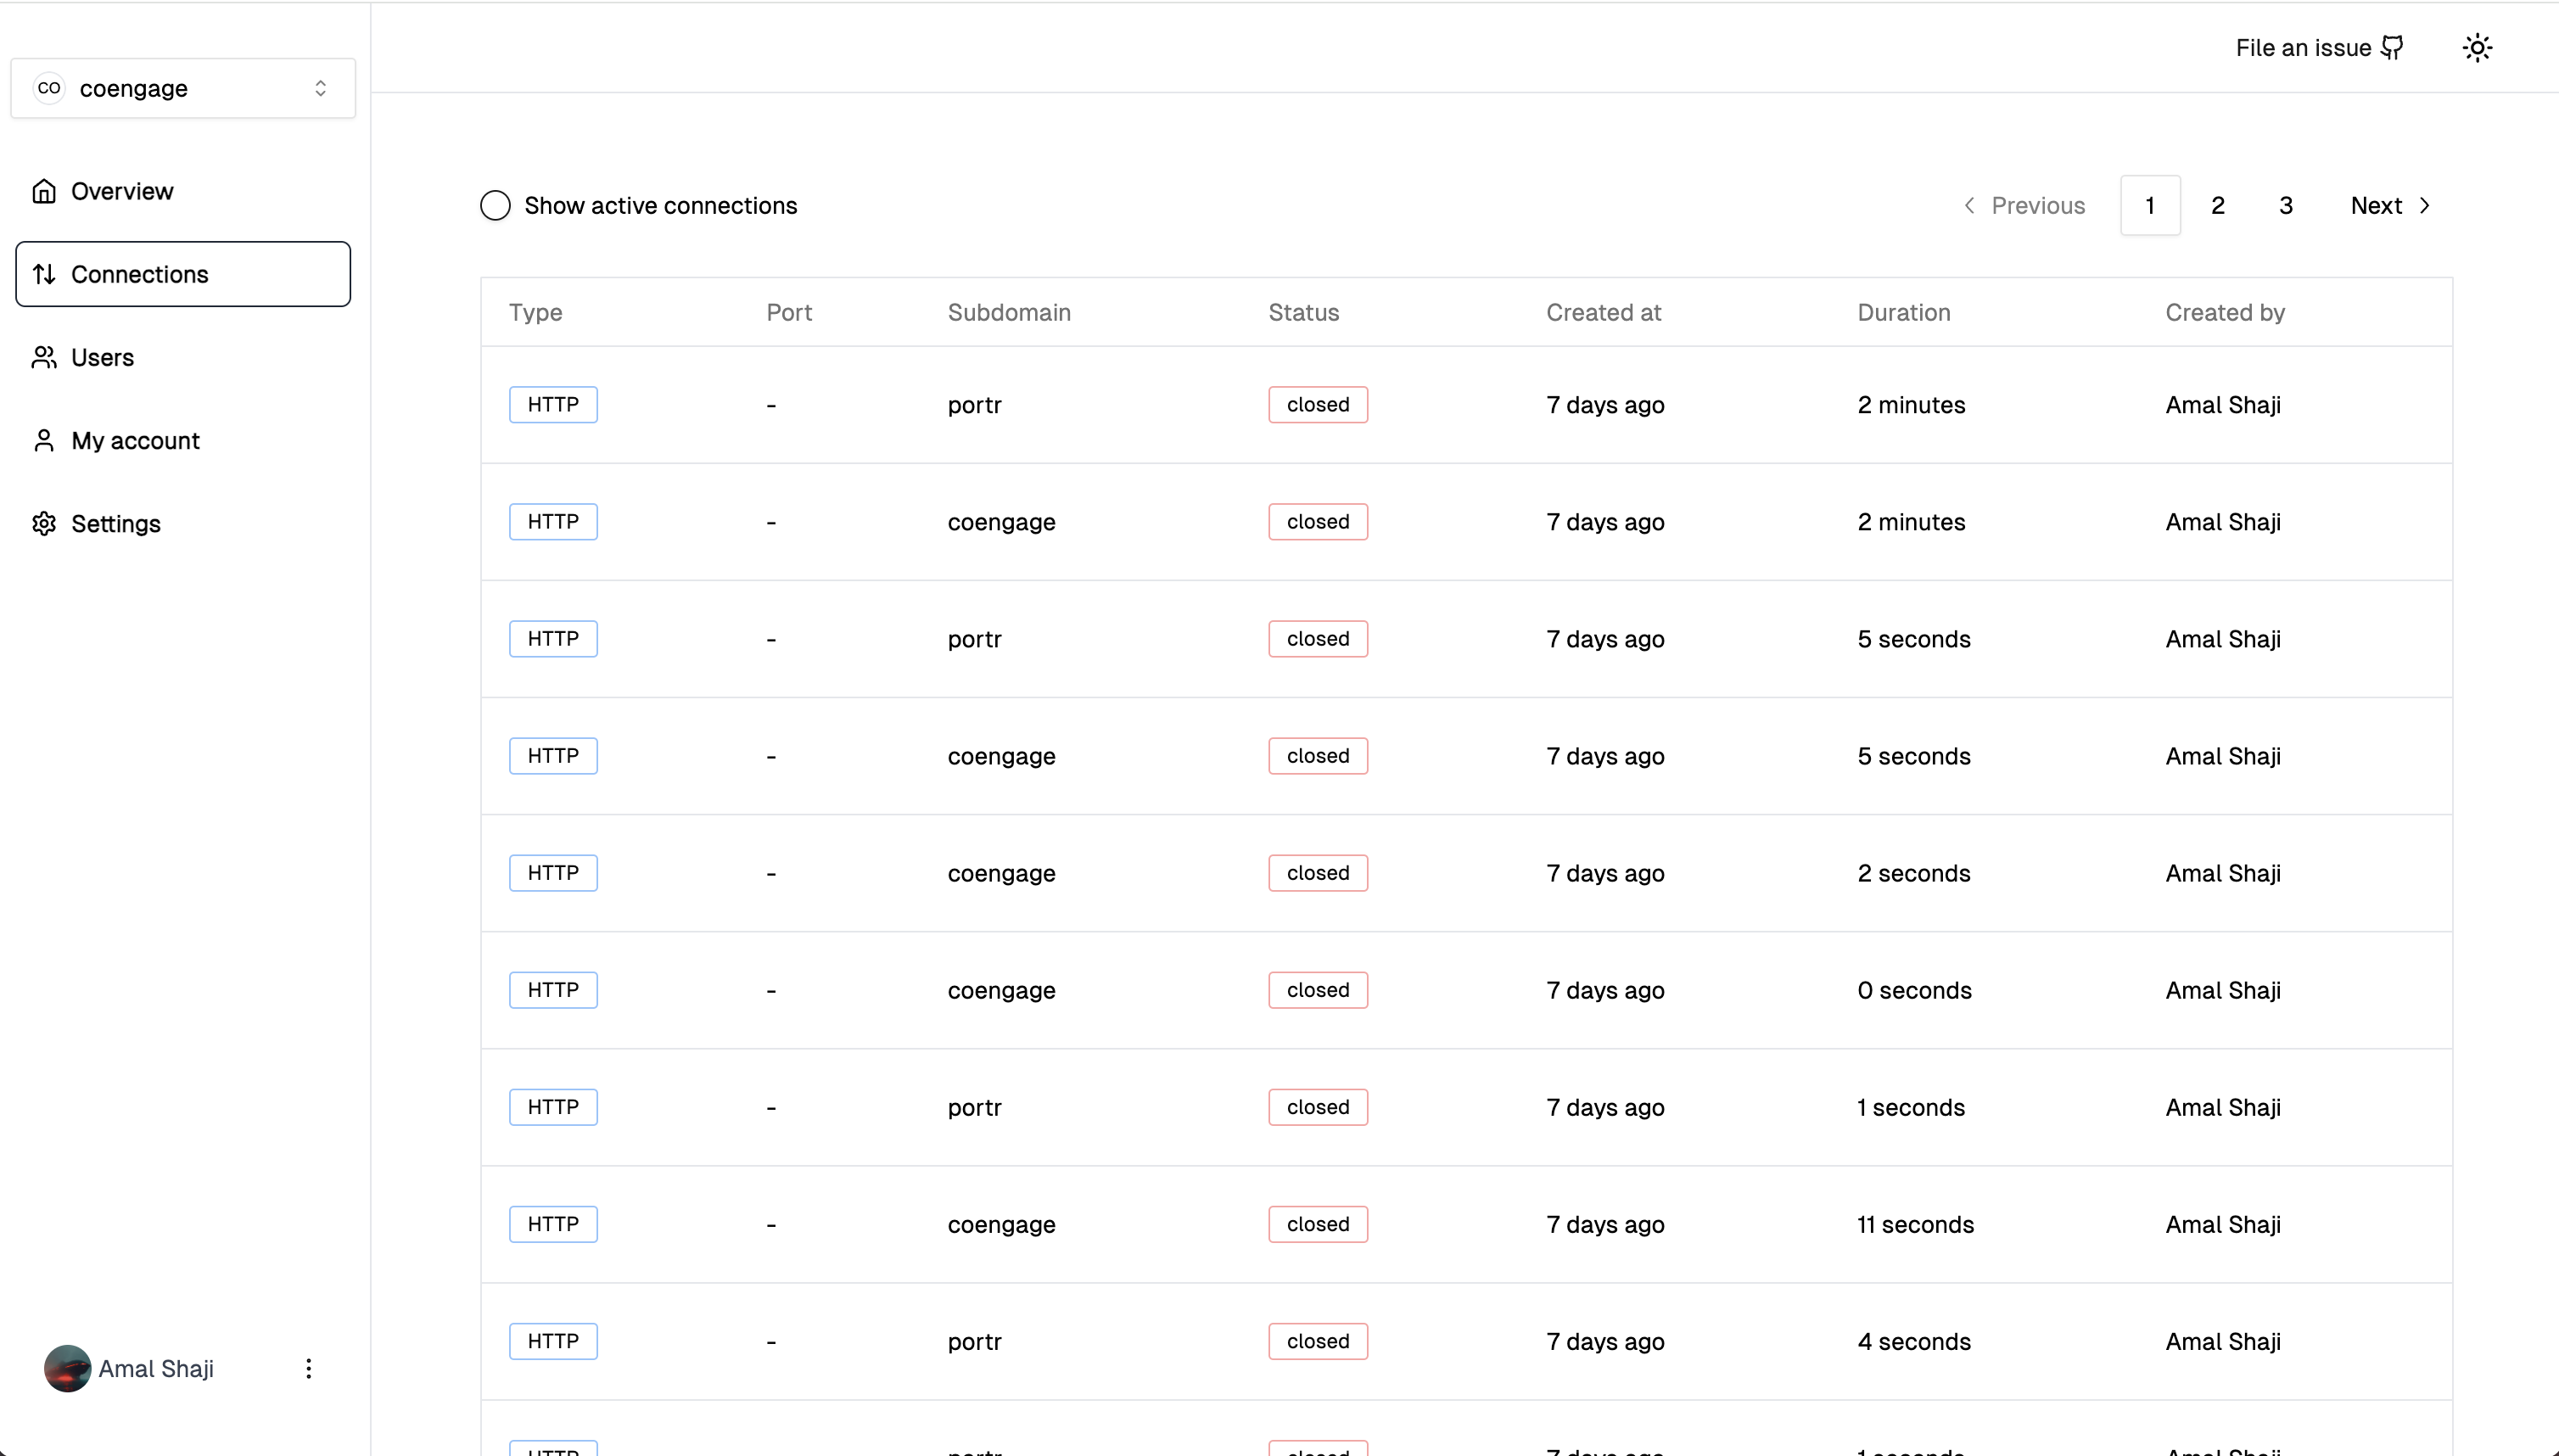 File an issue
CO coengage
Overview
Connections
Users
My account
Settings
Show active connections
Previous 1 2 3 Next
Type Port Subdomain Status Created at Duration Created by
HTTP - portr closed 7 days ago 2 minutes Amal Shaji
HTTP - coengage closed 7 days ago 2 minutes Amal Shaji
HTTP - portr closed 7 days ago 5 seconds Amal Shaji
HTTP - coengage closed 7 days ago 5 seconds Amal Shaji
HTTP - coengage closed 7 days ago 2 seconds Amal Shaji
HTTP - coengage closed 7 days ago 0 seconds Amal Shaji
HTTP - portr closed 7 days ago 1 seconds Amal Shaji
HTTP - coengage closed 7 days ago 11 seconds Amal Shaji
HTTP - portr closed 7 days ago 4 seconds Amal Shaji
Amal Shaji